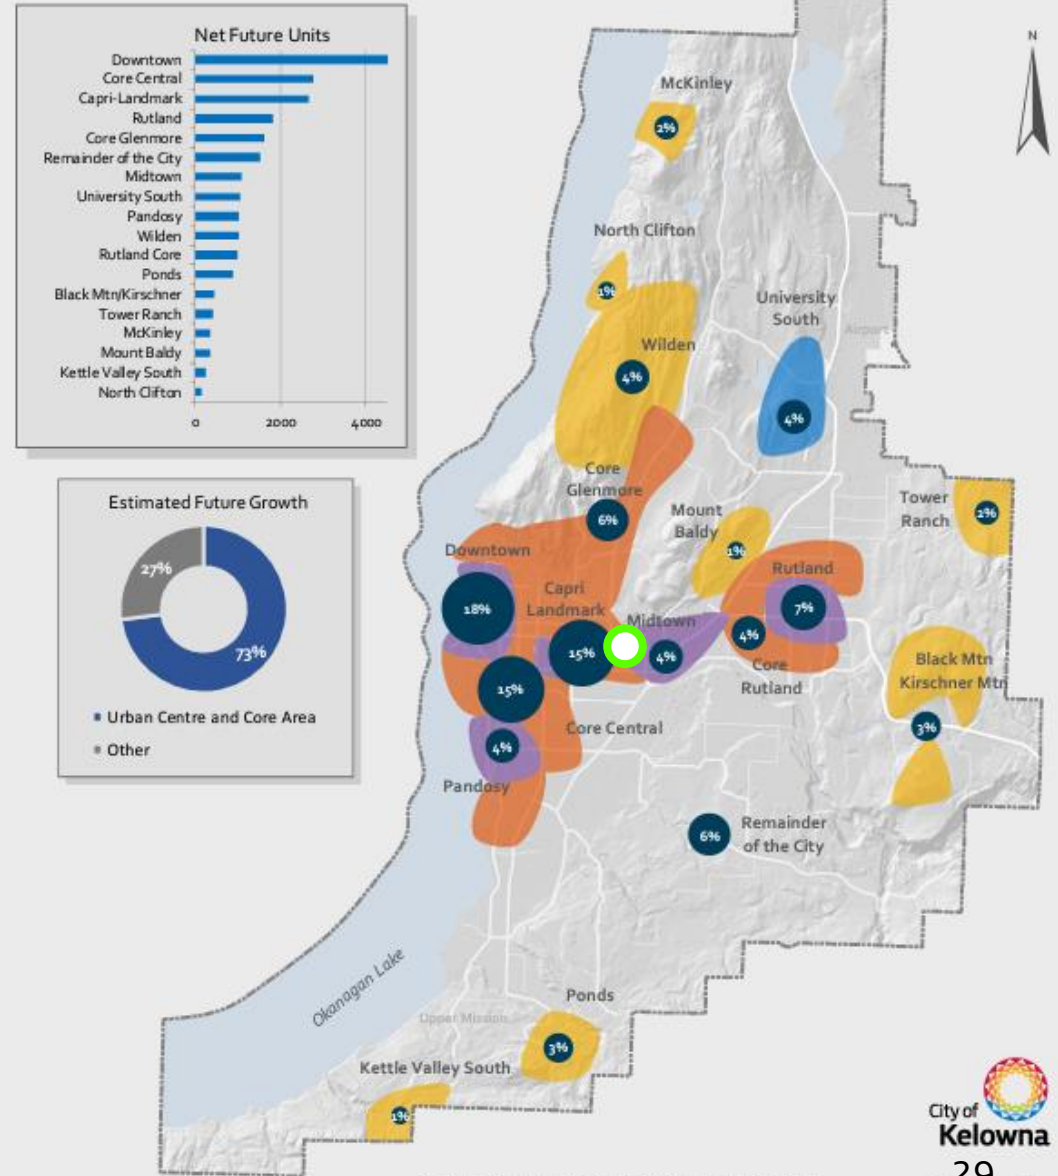 Net Future Units
Downtown
Core Central
Capri-Landmark
Rutland
Core Glenmore
Remainder of the City
Midtown
University South
Pandosy
Wilden
Rutland Core
Ponds
Black Mtn/Kirschner
Tower Ranch
McKinley
Mount Baldy
Kettle Valley South
North Clifton
0 2000 4000
Estimated Future Growth
27%
73%
Urban Centre and Core Area
Other
N
McKinley
2%
North Clifton
1%
University
South
Airport
Wilden
4%
4%
Core
Glenmore
6%
Mount
Baldy
1%
Tower
Ranch
2%
Downtown
18%
Capri
Landmark
15%
Midtown
4%
Rutland
7%
4%
Core
Rutland
Black Mtn
Kirschner Mtn
3%
15%
Core Central
4%
Pandosy
6%
Remainder
of the City
Okanagan Lake
Ponds
Upper Mission
3%
Kettle Valley South
1%
City of
Kelowna
29